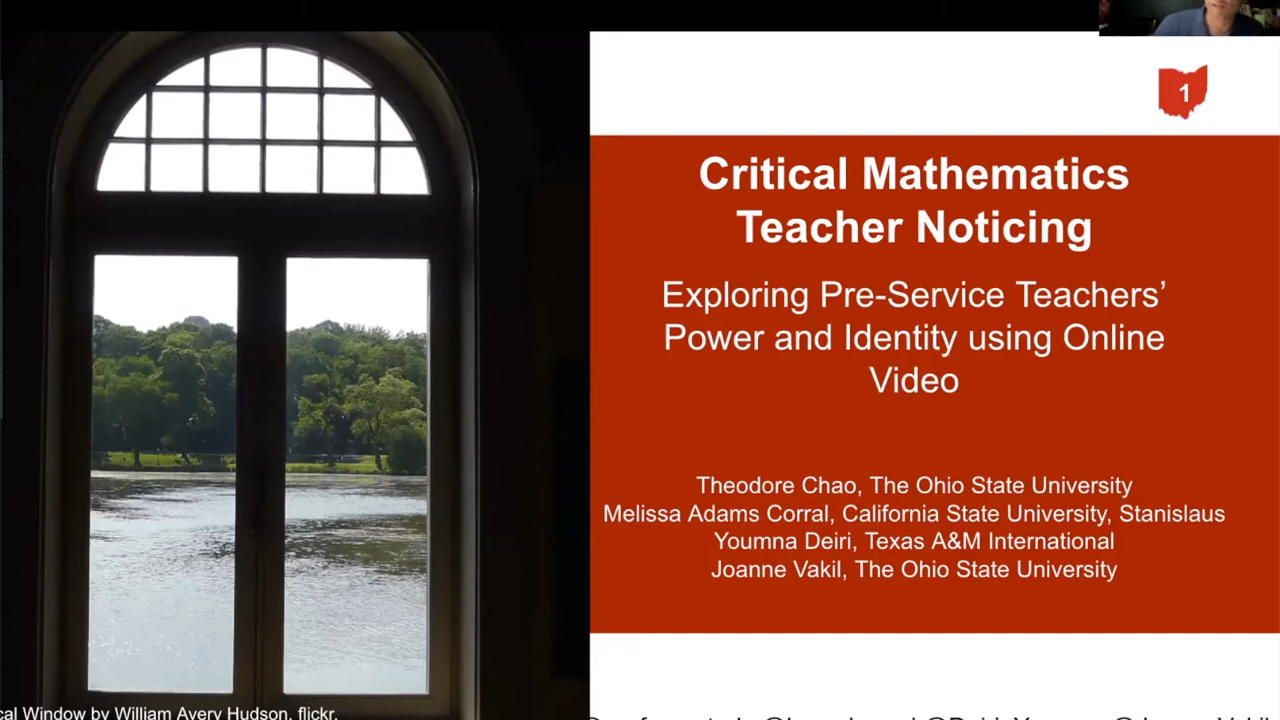 1
Critical Mathematics
Teacher Noticing
Exploring Pre-Service Teachers’
Power and Identity using Online
Video
Theodore Chao, The Ohio State University
Melissa Adams Corral, California State University, Stanislaus
Youmna Deiri, Texas A&M International
Joanne Vakil, The Ohio State University
Window by William Avery Hudson, flickr.